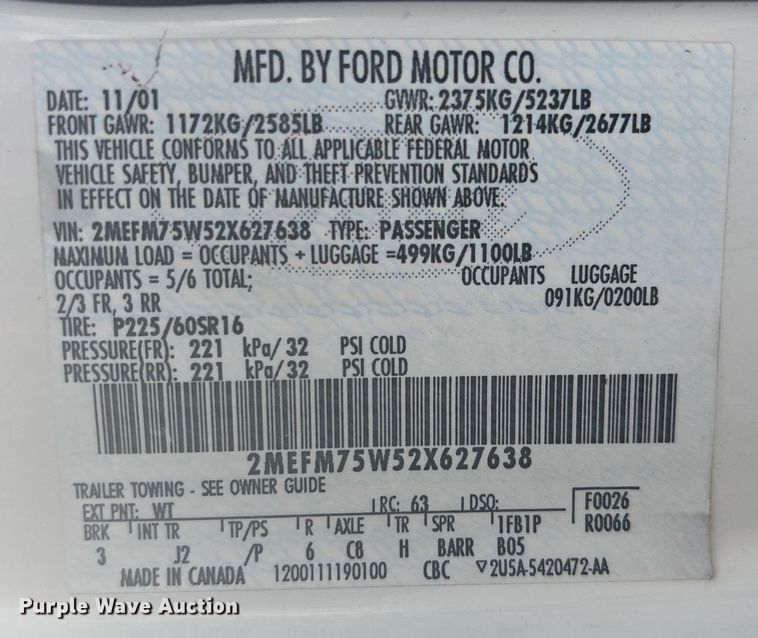 MFD. BY FORD MOTOR CO.
DATE: 11/01 GVWR: 2375KG/5237LB
FRONT GAWR: 1172KG/2585LB REAR GAWR: 1214KG/2677LB
THIS VEHICLE CONFORMS TO ALL APPLICABLE FEDERAL MOTOR
VEHICLE SAFETY, BUMPER, AND THEFT PREVENTION STANDARDS
IN EFFECT ON THE DATE OF MANUFACTURE SHOWN ABOVE.
VIN: 2MEFM75W52X627638 TYPE: PASSENGER
MAXIMUM LOAD = OCCUPANTS + LUGGAGE =499KG/1100LB
OCCUPANTS = 5/6 TOTAL; OCCUPANTS LUGGAGE
2/3 FR, 3 RR 091KG/0200LB
TIRE: P225/60SR16
PRESSURE(FR): 221 kPa/ 32 PSI COLD
PRESSURE(RR): 221 kPa/ 32 PSI COLD
2MEFM75W52X627638
TRAILER TOWING - SEE OWNER GUIDE
EXT PNT: WT RC: 63 DSO: F0026
BRK INT TR TP/PS R AXLE TR SPR 1FB1P R0066
3 J2 /P 6 C8 H BARR B05
MADE IN CANADA 1200111190100 CBC ▽2U5A-5420472-AA
Purple Wave Auction